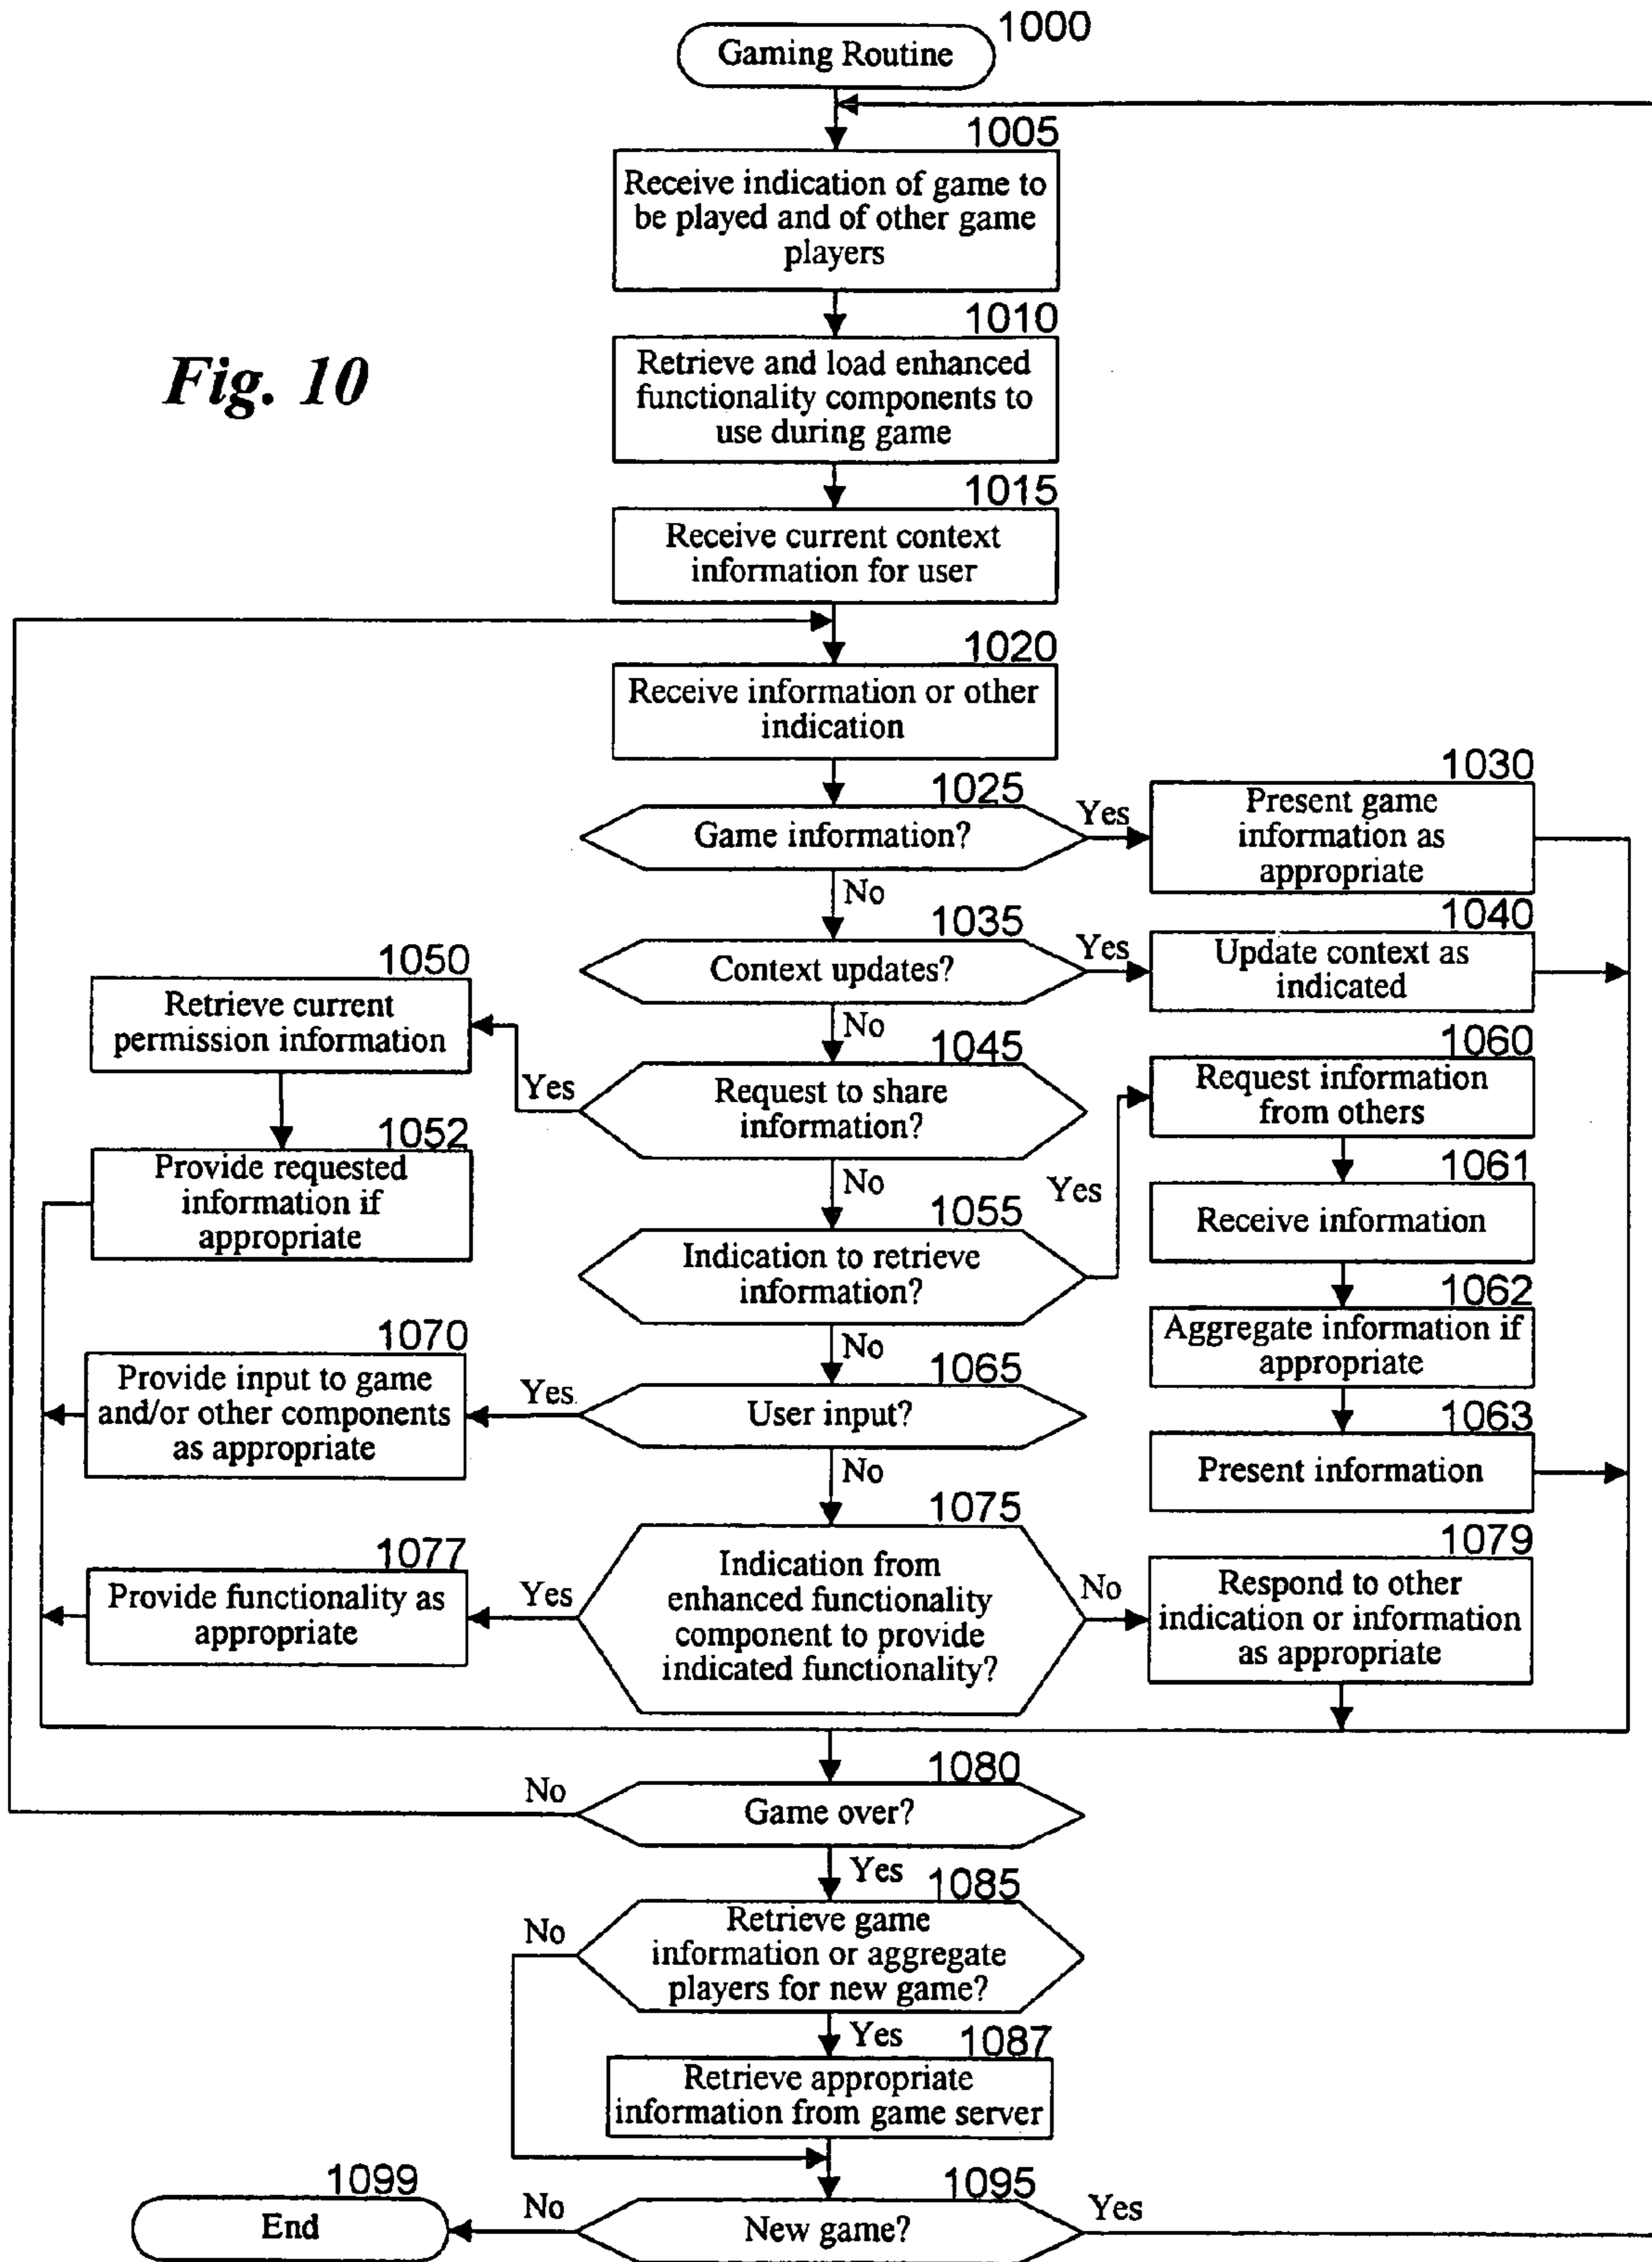 1000
Gaming Routine
1005
Receive indication of game to
be played and of other game
players
1010
Fig. 10
Retrieve and load enhanced
functionality components to
use during game
1015
Receive current context
information for user
1020
Receive information or other
indication
1025
Game information?
Yes
1030
Present game
information as
appropriate
No
1035
Context updates?
Yes
1040
Update context as
indicated
No
1045
Request to share
information?
Yes
1050
Retrieve current
permission information
1052
Provide requested
information if
appropriate
No
1055
Indication to retrieve
information?
Yes
1060
Request information
from others
1061
Receive information
1062
Aggregate information if
appropriate
1063
Present information
No
1065
User input?
Yes
1070
Provide input to game
and/or other components
as appropriate
No
1075
Indication from
enhanced functionality
component to provide
indicated functionality?
Yes
1077
Provide functionality as
appropriate
No
1079
Respond to other
indication or information
as appropriate
1080
Game over?
No
Yes
1085
Retrieve game
information or aggregate
players for new game?
No
Yes
1087
Retrieve appropriate
information from game server
1095
New game?
Yes
No
1099
End